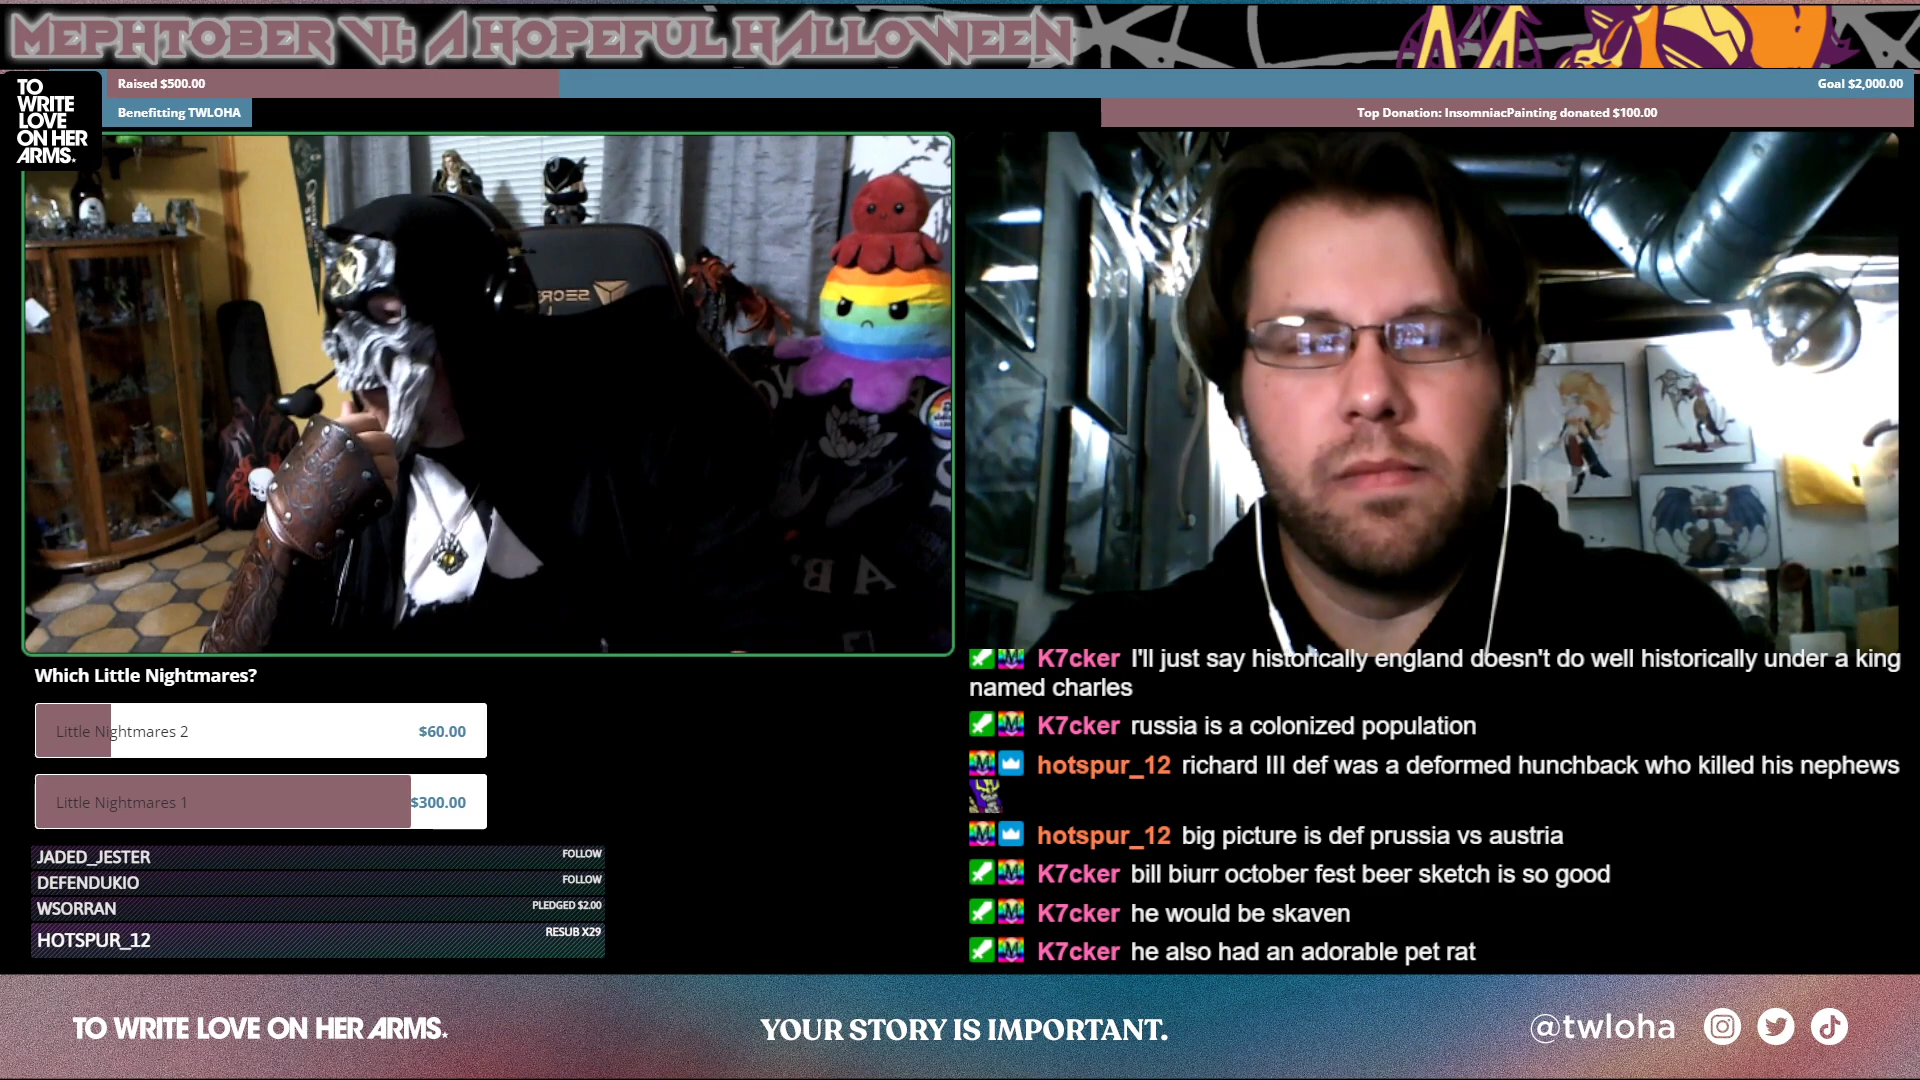 MEPHTOBER VI: A HOPEFUL HALLOWEEN
TO
WRITE
LOVE
ON HER
ARMS.
Raised $500.00
Goal $2,000.00
Benefitting TWLOHA
Top Donation: InsomniacPainting donated $100.00
Which Little Nightmares?
Little Nightmares 2
$60.00
Little Nightmares 1
$300.00
JADED_JESTER
FOLLOW
DEFENDUKIO
FOLLOW
WSORRAN
PLEDGED $2.00
HOTSPUR_12
RESUB X29
K7cker I'll just say historically england doesn't do well historically under a king
named charles
K7cker russia is a colonized population
hotspur_12 richard III def was a deformed hunchback who killed his nephews
hotspur_12 big picture is def prussia vs austria
K7cker bill biurr october fest beer sketch is so good
K7cker he would be skaven
K7cker he also had an adorable pet rat
TO WRITE LOVE ON HER ARMS.
YOUR STORY IS IMPORTANT.
@twloha